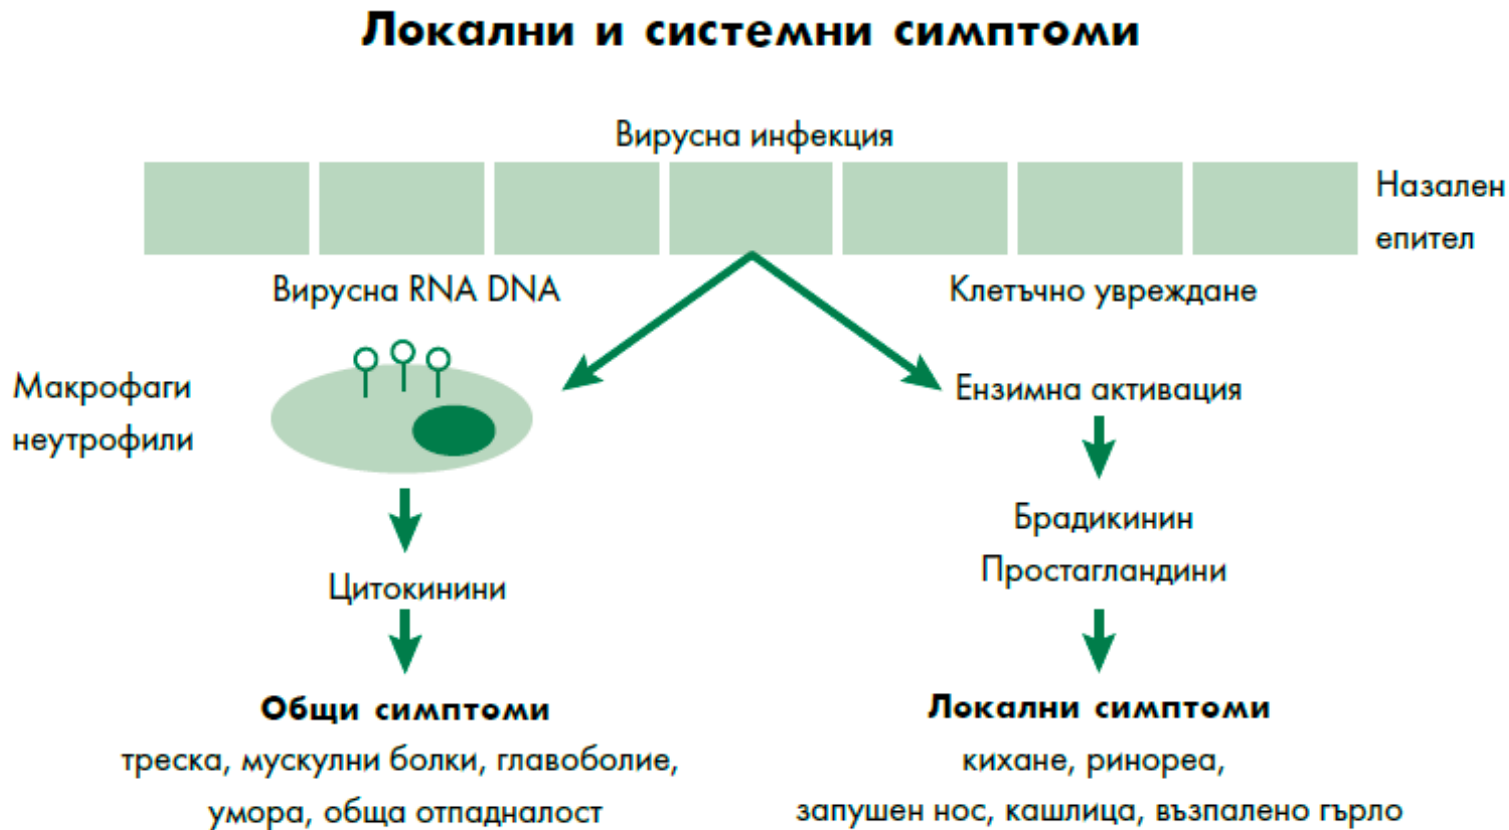 Локални и системни симптоми
Вирусна инфекция
Назален
епител
Вирусна RNA DNA
Клетъчно увреждане
Макрофаги
неутрофили
Ензимна активация
Брадикинин
Простагландини
Цитокинини
Общи симптоми
треска, мускулни болки, главоболие,
умора, обща отпадналост
Локални симптоми
кихане, ринореа,
запушен нос, кашлица, възпалено гърло